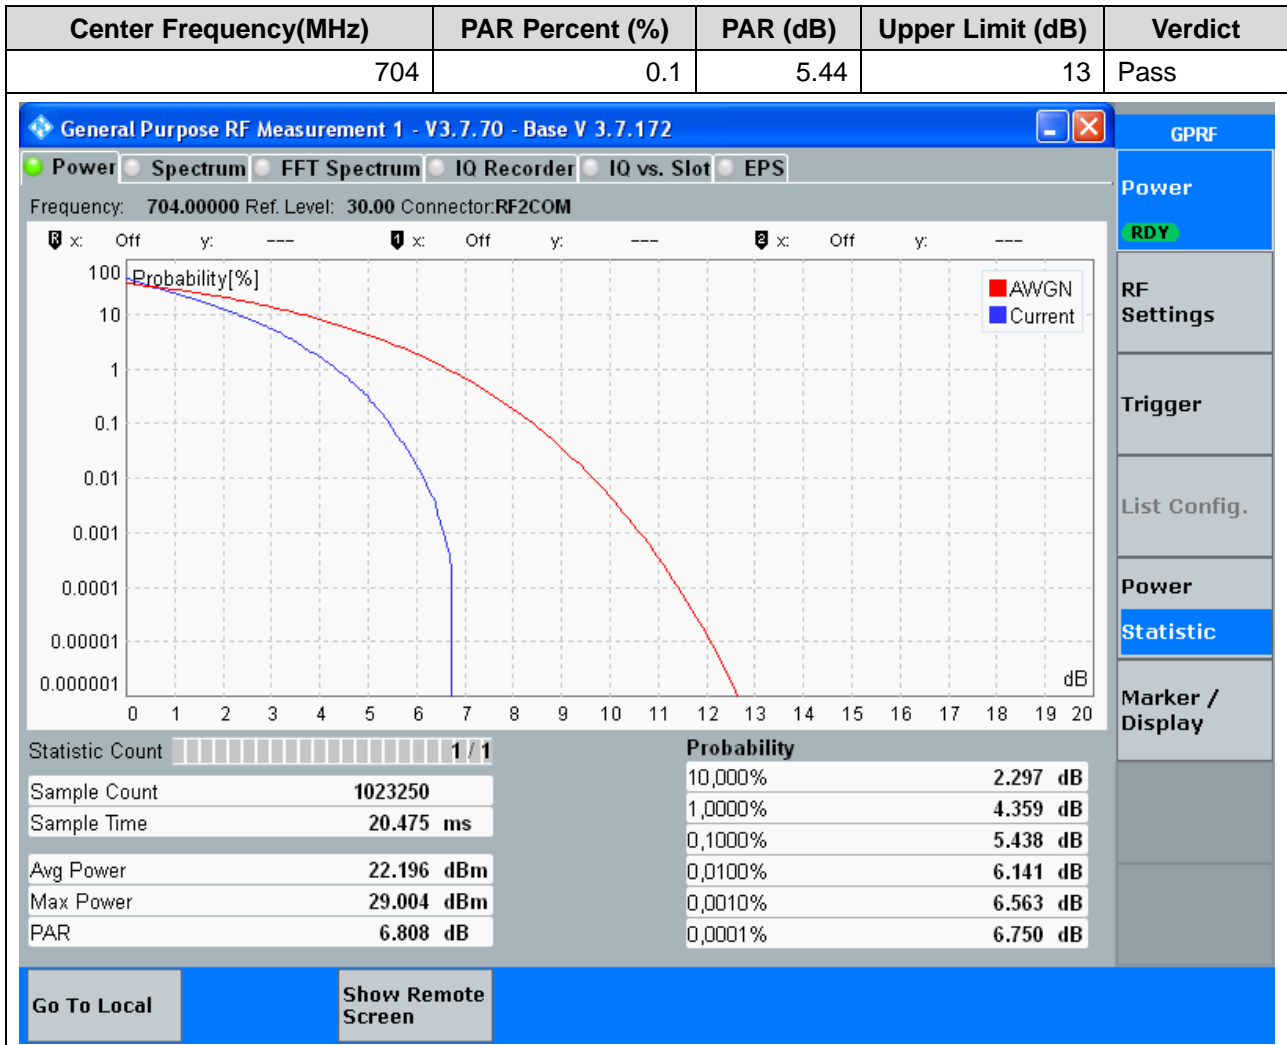 Center Frequency(MHz) PAR Percent (%) PAR (dB) Upper Limit (dB) Verdict
704 0.1 5.44 13 Pass
General Purpose RF Measurement 1 - V3.7.70 - Base V 3.7.172
GPRF
Power Spectrum FFT Spectrum IQ Recorder IQ vs. Slot EPS
Frequency: 704.00000 Ref. Level: 30.00 Connector:RF2COM
R x: Off y: --- 1 x: Off y: --- 2 x: Off y: ---
Probability[%]
100
10
1
0.1
0.01
0.001
0.0001
0.00001
0.000001
AWGN
Current
dB
0 1 2 3 4 5 6 7 8 9 10 11 12 13 14 15 16 17 18 19 20
Statistic Count 1 / 1
Sample Count 1023250
Sample Time 20.475 ms
Avg Power 22.196 dBm
Max Power 29.004 dBm
PAR 6.808 dB
Probability
10,000% 2.297 dB
1,0000% 4.359 dB
0,1000% 5.438 dB
0,0100% 6.141 dB
0,0010% 6.563 dB
0,0001% 6.750 dB
Power
RDY
RF
Settings
Trigger
List Config.
Power
Statistic
Marker /
Display
Go To Local
Show Remote
Screen